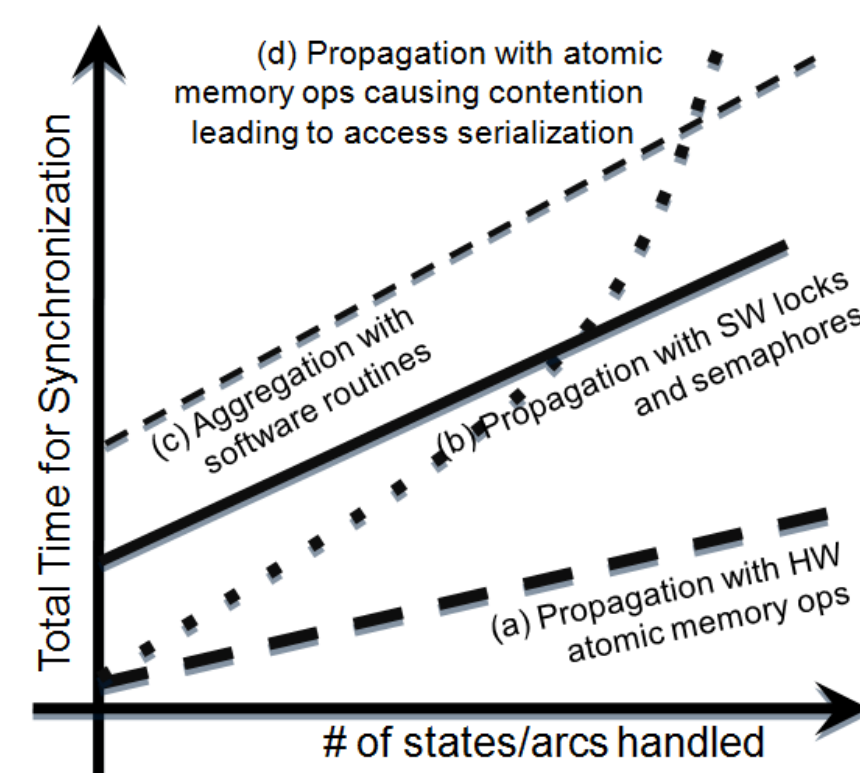 (d) Propagation with atomic
memory ops causing contention
leading to access serialization
Total Time for Synchronization
(c) Aggregation with
software routines
(b) Propagation with SW locks
and semaphores
(a) Propagation with HW
atomic memory ops
# of states/arcs handled